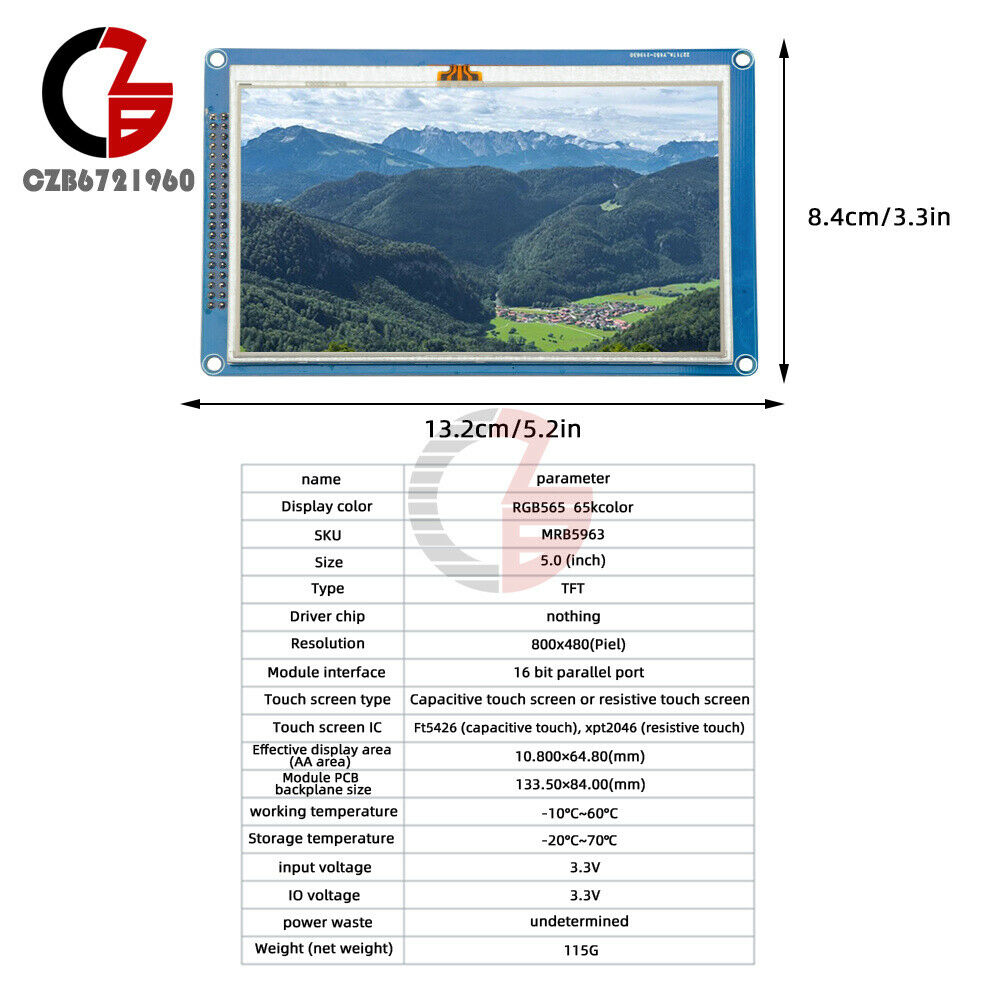 CZB6721960
8.4cm/3.3in
13.2cm/5.2in
name parameter
Display color RGB565 65kcolor
SKU MRB5963
Size 5.0 (inch)
Type TFT
Driver chip nothing
Resolution 800x480(Piel)
Module interface 16 bit parallel port
Touch screen type Capacitive touch screen or resistive touch screen
Touch screen IC Ft5426 (capacitive touch), xpt2046 (resistive touch)
Effective display area
(AA area) 10.800×64.80(mm)
Module PCB
backplane size 133.50×84.00(mm)
working temperature -10℃~60℃
Storage temperature -20℃~70℃
input voltage 3.3V
IO voltage 3.3V
power waste undetermined
Weight (net weight) 115G